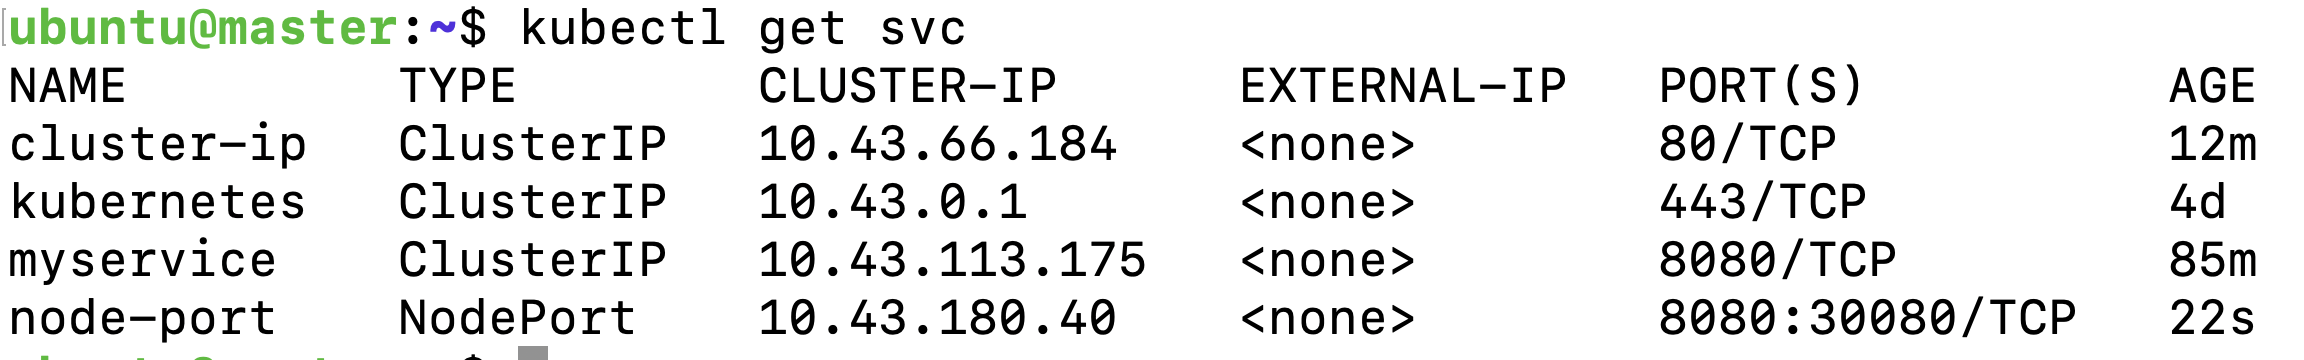 ubuntu@master:~$ kubectl get svc
NAME TYPE CLUSTER-IP EXTERNAL-IP PORT(S) AGE
cluster-ip ClusterIP 10.43.66.184 <none> 80/TCP 12m
kubernetes ClusterIP 10.43.0.1 <none> 443/TCP 4d
myservice ClusterIP 10.43.113.175 <none> 8080/TCP 85m
node-port NodePort 10.43.180.40 <none> 8080:30080/TCP 22s